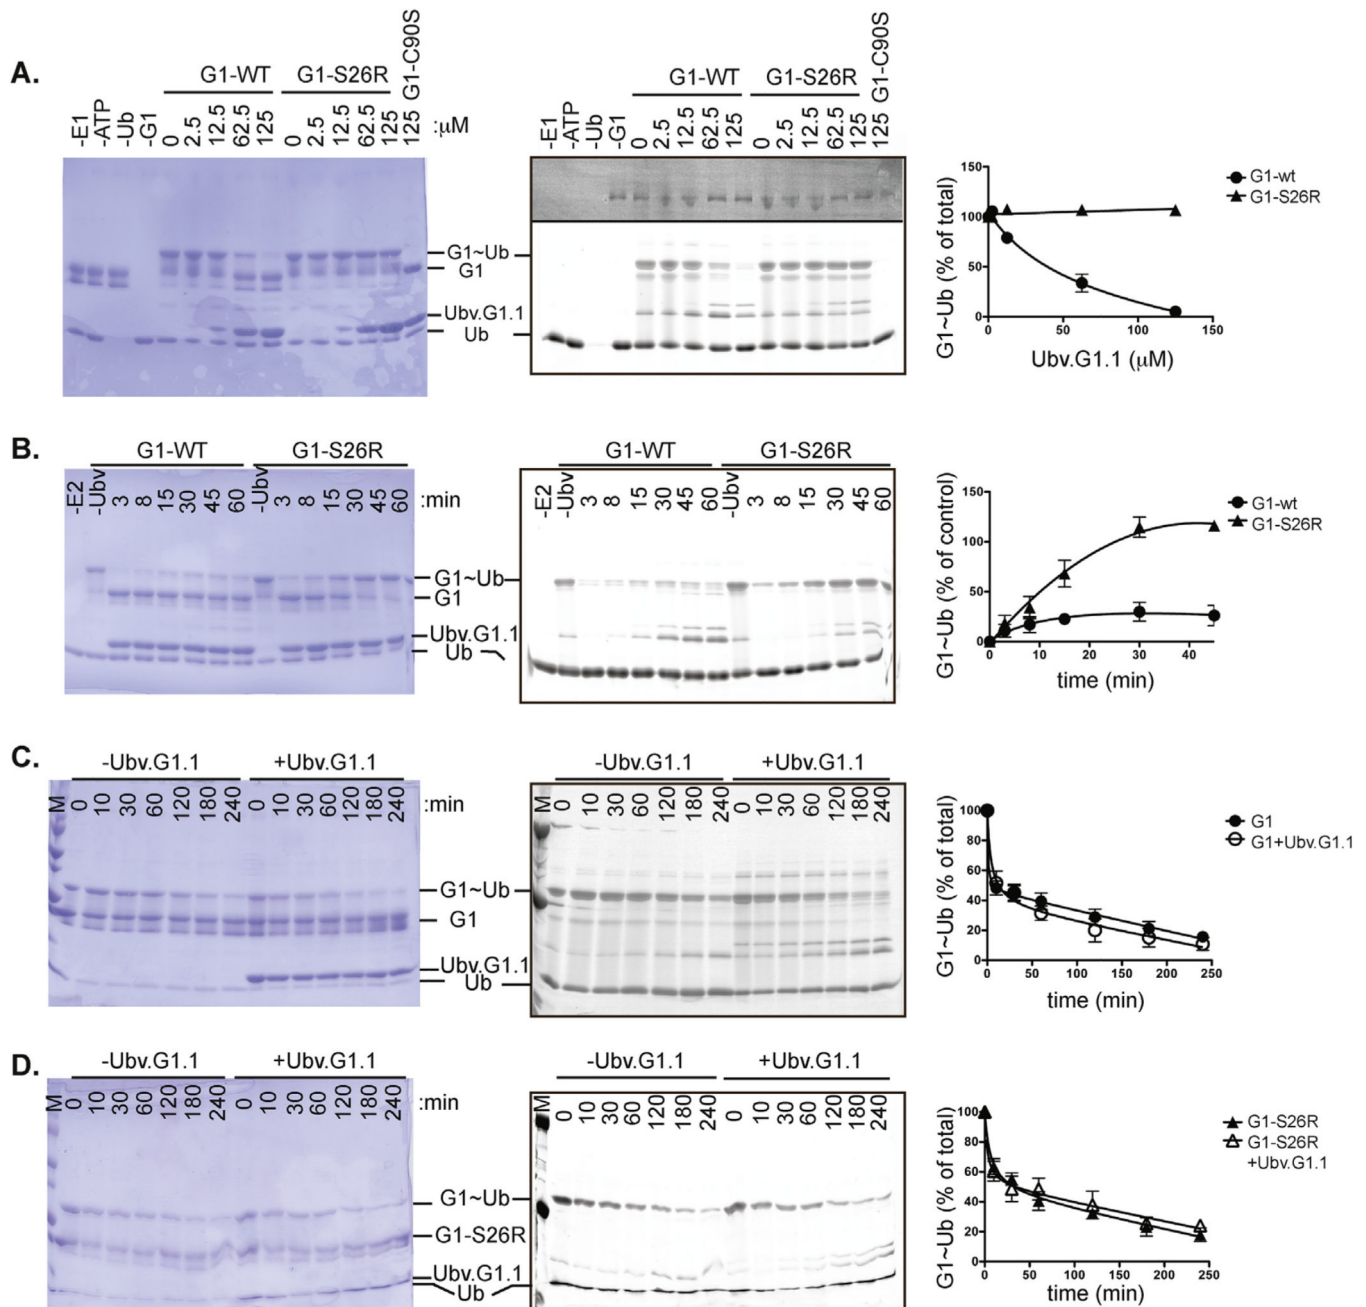 A.
G1-WT G1-S26R G1-C90S
-E1 -ATP -Ub -G1 0 2.5 12.5 62.5 125 0 2.5 12.5 62.5 125 125 :µM
G1~Ub
G1
Ubv.G1.1
Ub
G1-WT G1-S26R G1-C90S
-E1 -ATP -Ub -G1 0 2.5 12.5 62.5 125 0 2.5 12.5 62.5 125 125
G1~Ub (% of total)
150
100
50
0
0 50 100 150
Ubv.G1.1 (µM)
G1-wt
G1-S26R
B.
G1-WT G1-S26R
-E2 -Ubv 3 8 15 30 45 60 -Ubv 3 8 15 30 45 60 :min
G1~Ub
G1
Ubv.G1.1
Ub
G1-WT G1-S26R
-E2 -Ubv 3 8 15 30 45 60 -Ubv 3 8 15 30 45 60
G1~Ub (% of control)
150
100
50
0
0 10 20 30 40
time (min)
G1-wt
G1-S26R
C.
-Ubv.G1.1 +Ubv.G1.1
M 0 10 30 60 120 180 240 0 10 30 60 120 180 240 :min
G1~Ub
G1
Ubv.G1.1
Ub
-Ubv.G1.1 +Ubv.G1.1
M 0 10 30 60 120 180 240 0 10 30 60 120 180 240
G1~Ub (% of total)
100
80
60
40
20
0
0 50 100 150 200 250
time (min)
G1
G1+Ubv.G1.1
D.
-Ubv.G1.1 +Ubv.G1.1
M 0 10 30 60 120 180 240 0 10 30 60 120 180 240 :min
G1~Ub
G1-S26R
Ubv.G1.1
Ub
-Ubv.G1.1 +Ubv.G1.1
M 0 10 30 60 120 180 240 0 10 30 60 120 180 240
G1~Ub (% of total)
100
80
60
40
20
0
0 50 100 150 200 250
time (min)
G1-S26R
G1-S26R
+Ubv.G1.1